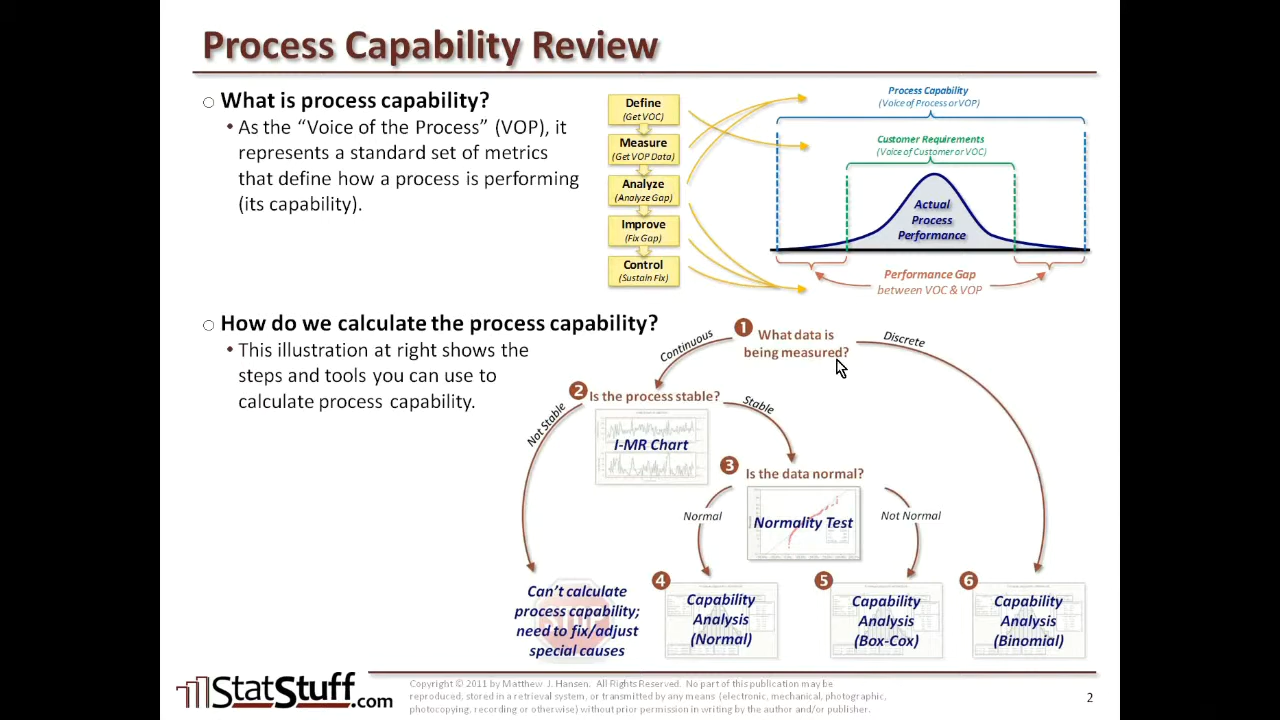 Process Capability Review
What is process capability?
• As the “Voice of the Process” (VOP), it
represents a standard set of metrics
that define how a process is performing
(its capability).
Define
(Get VOC)
Measure
(Get VOP Data)
Analyze
(Analyze Gap)
Improve
(Fix Gap)
Control
(Sustain Fix)
Process Capability
(Voice of Process or VOP)
Customer Requirements
(Voice of Customer or VOC)
Actual
Process
Performance
Performance Gap
between VOC & VOP
How do we calculate the process capability?
• This illustration at right shows the
steps and tools you can use to
calculate process capability.
1 What data is
being measured?
Continuous
Discrete
2 Is the process stable?
Not Stable
Stable
I-MR Chart
3 Is the data normal?
Normal
Normality Test
Not Normal
Can’t calculate
process capability;
need to fix/adjust
special causes
4 Capability
Analysis
(Normal)
5 Capability
Analysis
(Box-Cox)
6 Capability
Analysis
(Binomial)
StatStuff.com
Copyright © 2011 by Matthew J. Hansen. All Rights Reserved. No part of this publication may be
reproduced, stored in a retrieval system, or transmitted by any means (electronic, mechanical, photographic,
photocopying, recording or otherwise) without prior permission in writing by the author and/or publisher.
2